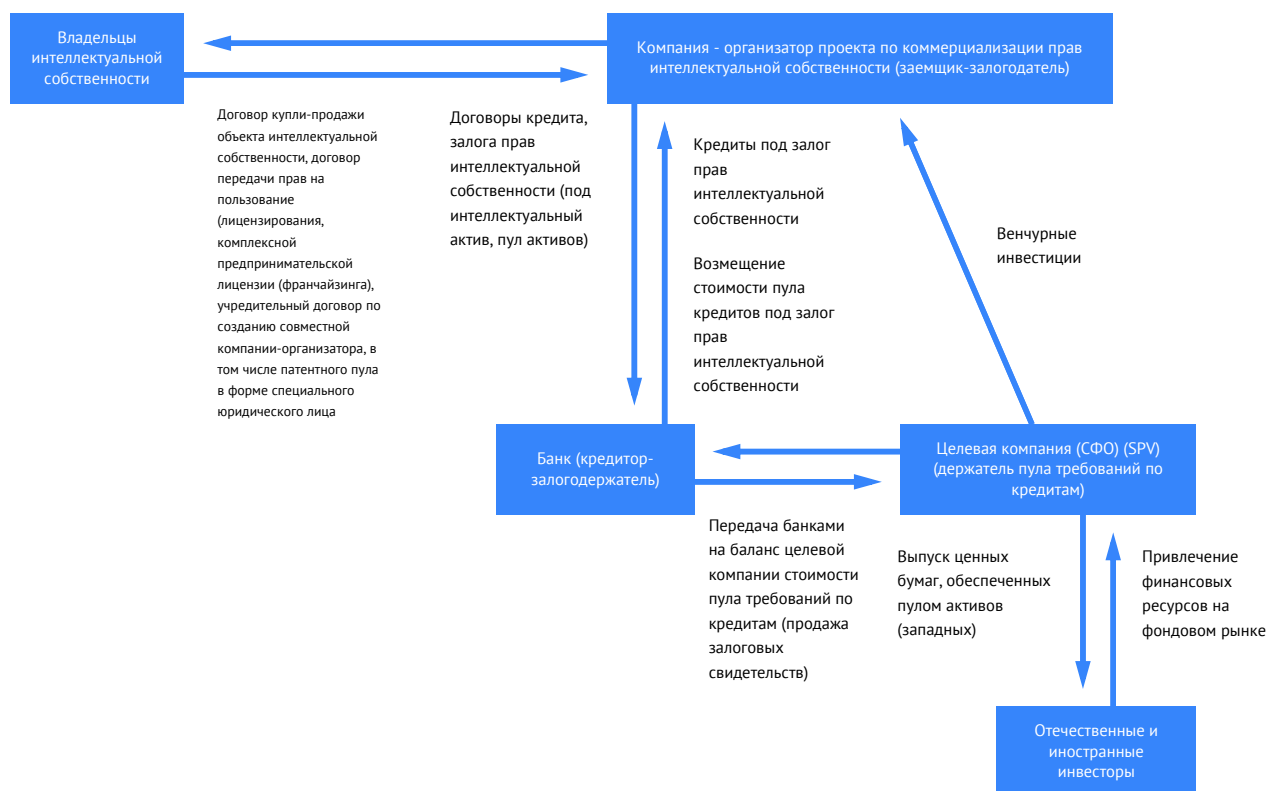 Владельцы
интеллектуальной
собственности
Компания - организатор проекта по коммерциализации прав
интеллектуальной собственности (заемщик-залогодатель)
Договор купли-продажи
объекта интеллектуальной
собственности, договор
передачи прав на
пользование
(лицензирования,
комплексной
предпринимательской
лицензии (франчайзинга),
учредительный договор по
созданию совместной
компании-организатора, в
том числе патентного пула
в форме специального
юридического лица
Договоры кредита,
залога прав
интеллектуальной
собственности (под
интеллектуальный
актив, пул активов)
Кредиты под залог
прав
интеллектуальной
собственности
Возмещение
стоимости пула
кредитов под залог
прав
интеллектуальной
собственности
Венчурные
инвестиции
Банк (кредитор-
залогодержатель)
Целевая компания (СФО) (SPV)
(держатель пула требований по
кредитам)
Передача банками
на баланс целевой
компании стоимости
пула требований по
кредитам (продажа
залоговых
свидетельств)
Выпуск ценных
бумаг, обеспеченных
пулом активов
(западных)
Привлечение
финансовых
ресурсов на
фондовом рынке
Отечественные и
иностранные
инвесторы